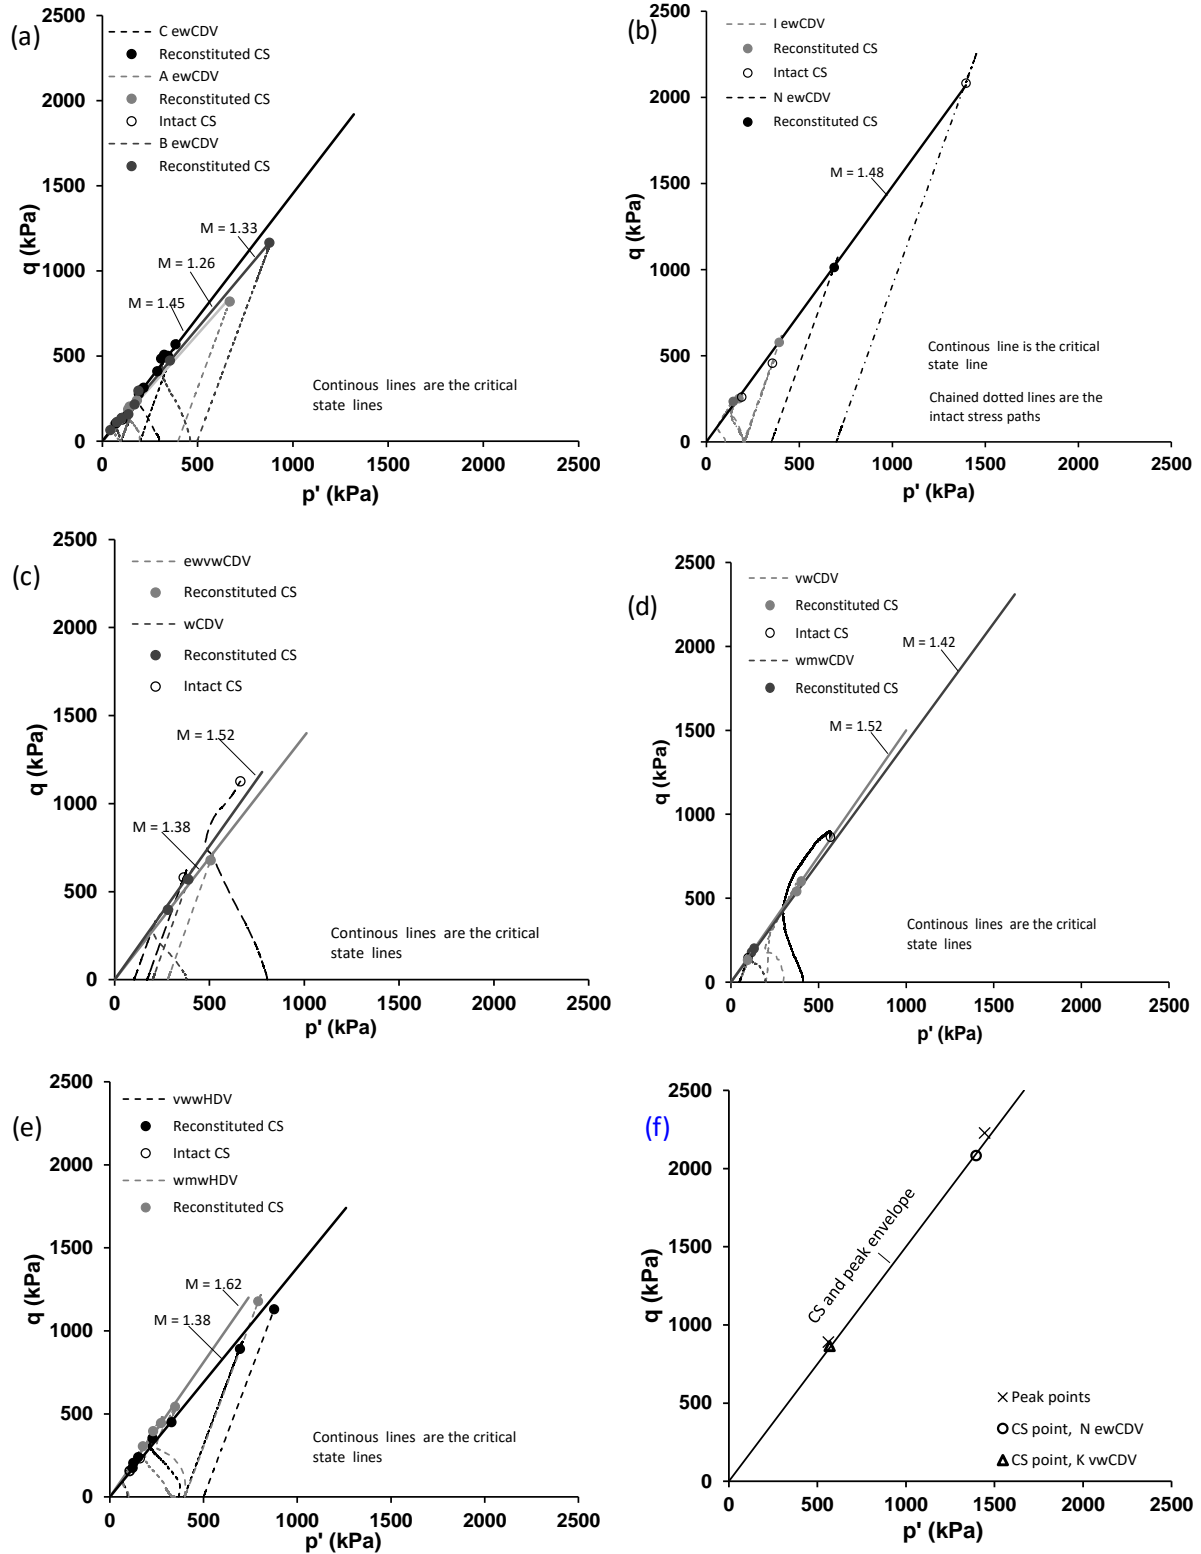 (a)
2500
2000
1500
1000
500
0
q (kPa)
C ewCDV
Reconstituted CS
A ewCDV
Reconstituted CS
Intact CS
B ewCDV
Reconstituted CS
M = 1.33
M = 1.26
M = 1.45
Continous lines are the critical
state lines
0 500 1000 1500 2000 2500
p' (kPa)
(b)
2500
2000
1500
1000
500
0
q (kPa)
I ewCDV
Reconstituted CS
Intact CS
N ewCDV
Reconstituted CS
M = 1.48
Continous line is the critical
state line
Chained dotted lines are the
intact stress paths
0 500 1000 1500 2000 2500
p' (kPa)
(c)
2500
2000
1500
1000
500
0
q (kPa)
ewvwCDV
Reconstituted CS
wCDV
Reconstituted CS
Intact CS
M = 1.52
M = 1.38
Continous lines are the critical
state lines
0 500 1000 1500 2000 2500
p' (kPa)
(d)
2500
2000
1500
1000
500
0
q (kPa)
vwCDV
Reconstituted CS
Intact CS
wmwCDV
Reconstituted CS
M = 1.42
M = 1.52
Continous lines are the critical
state lines
0 500 1000 1500 2000 2500
p' (kPa)
(e)
2500
2000
1500
1000
500
0
q (kPa)
vwwHDV
Reconstituted CS
Intact CS
wmwHDV
Reconstituted CS
M = 1.62
M = 1.38
Continous lines are the critical
state lines
0 500 1000 1500 2000 2500
p' (kPa)
(f)
2500
2000
1500
1000
500
0
q (kPa)
CS and peak envelope
Peak points
CS point, N ewCDV
CS point, K vwCDV
0 500 1000 1500 2000 2500
p' (kPa)